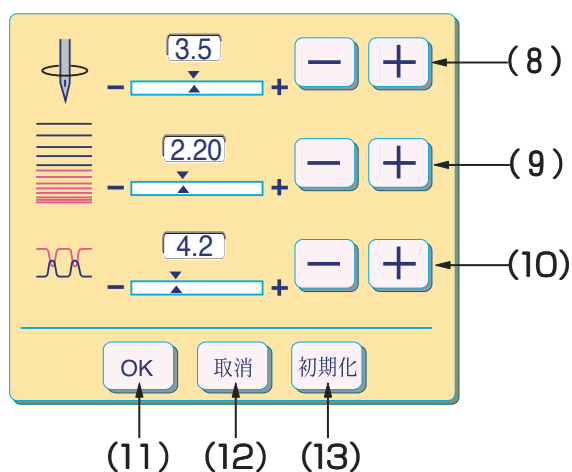 3.5
− + − + (8)
2.20
− + − + (9)
4.2
− + − + (10)
OK 取消 初期化
(11) (12) (13)